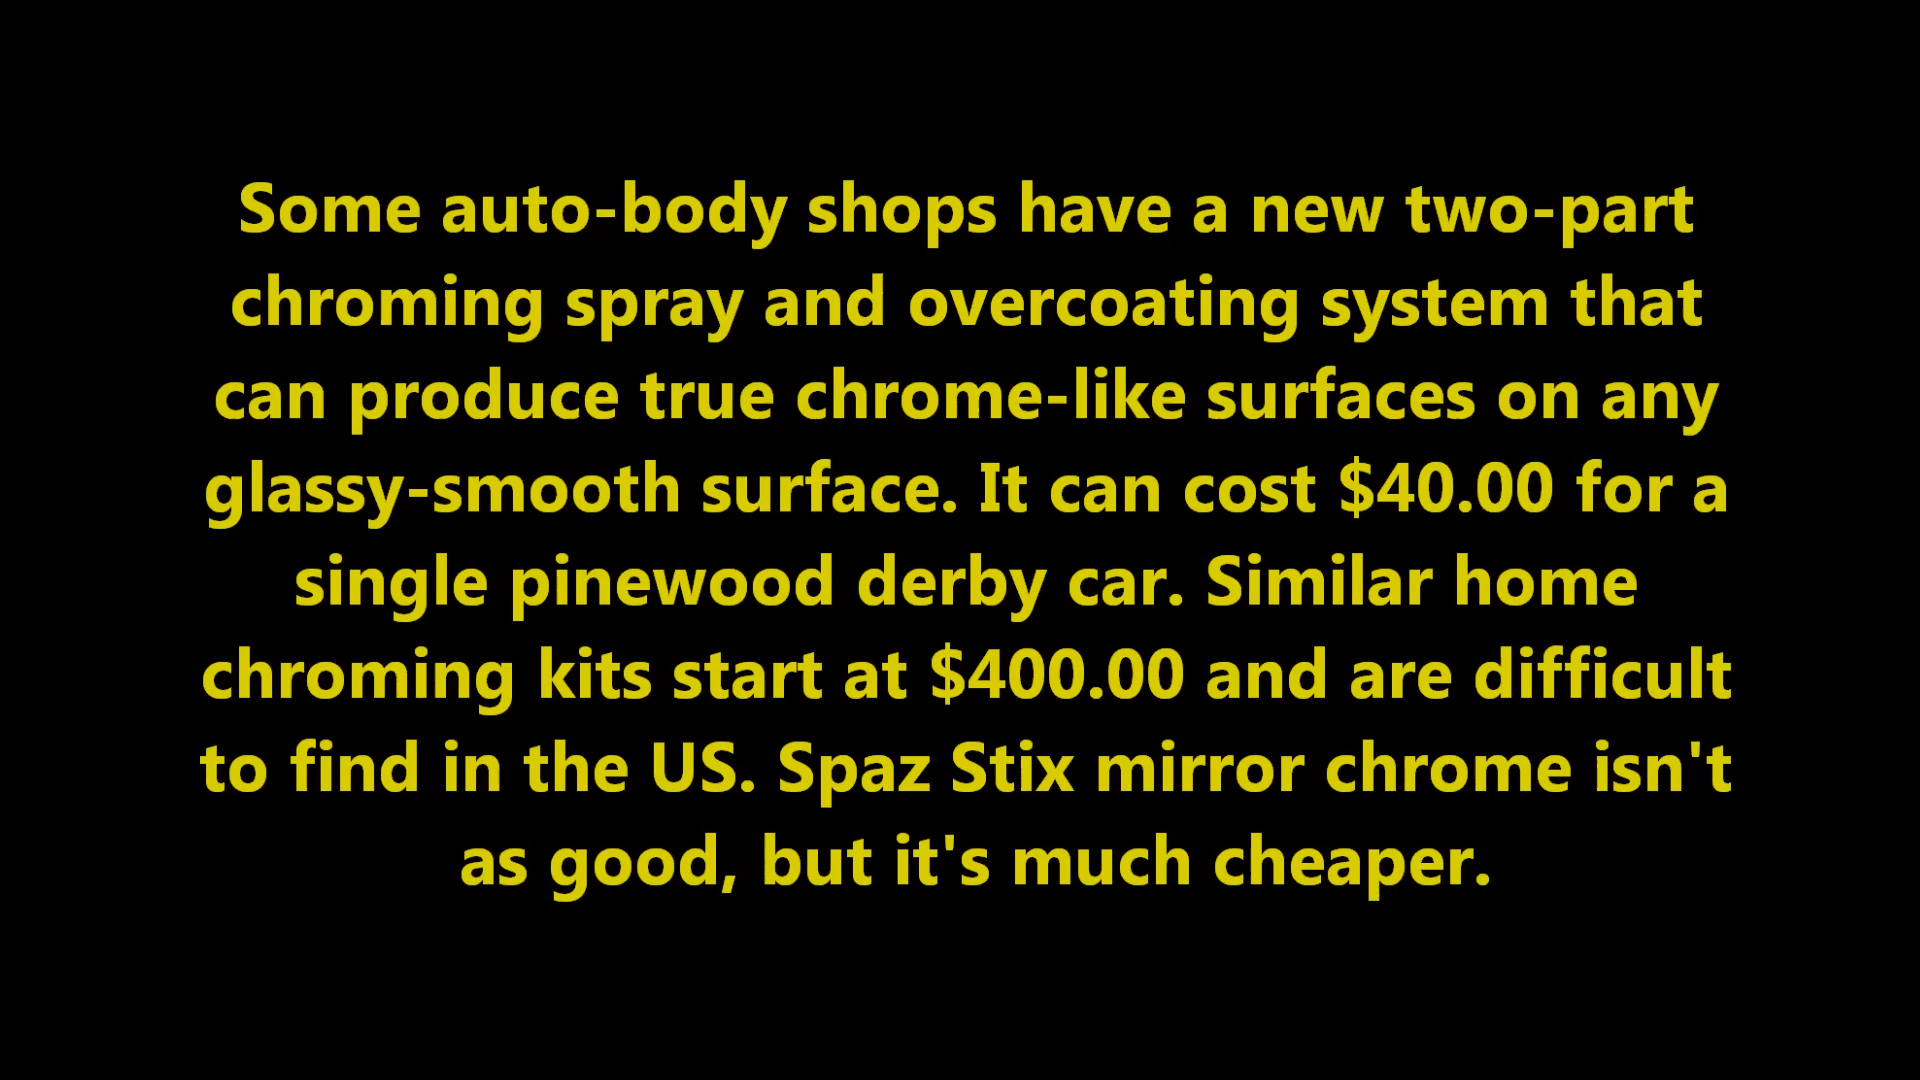 Some auto-body shops have a new two-part
chroming spray and overcoating system that
can produce true chrome-like surfaces on any
glassy-smooth surface. It can cost $40.00 for a
single pinewood derby car. Similar home
chroming kits start at $400.00 and are difficult
to find in the US. Spaz Stix mirror chrome isn't
as good, but it's much cheaper.